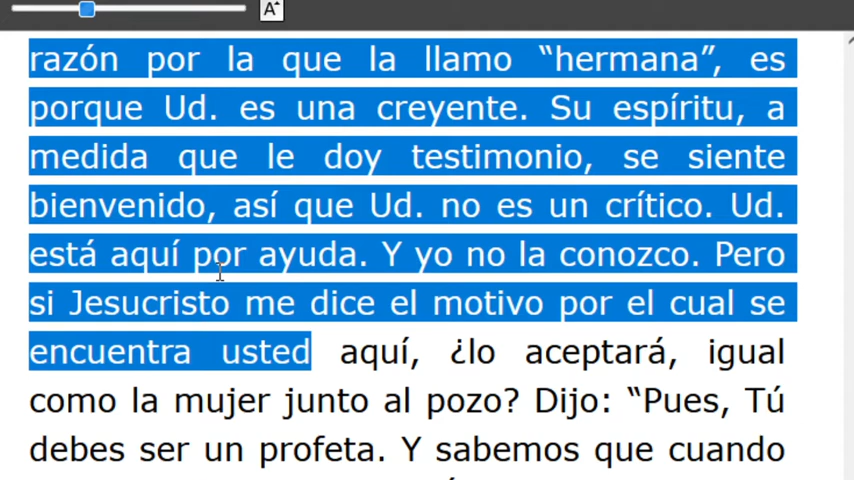 A
razón por la que la llamo “hermana”, es
porque Ud. es una creyente. Su espíritu, a
medida que le doy testimonio, se siente
bienvenido, así que Ud. no es un crítico. Ud.
está aquí por ayuda. Y yo no la conozco. Pero
si Jesucristo me dice el motivo por el cual se
encuentra usted aquí, ¿lo aceptará, igual
como la mujer junto al pozo? Dijo: “Pues, Tú
debes ser un profeta. Y sabemos que cuando